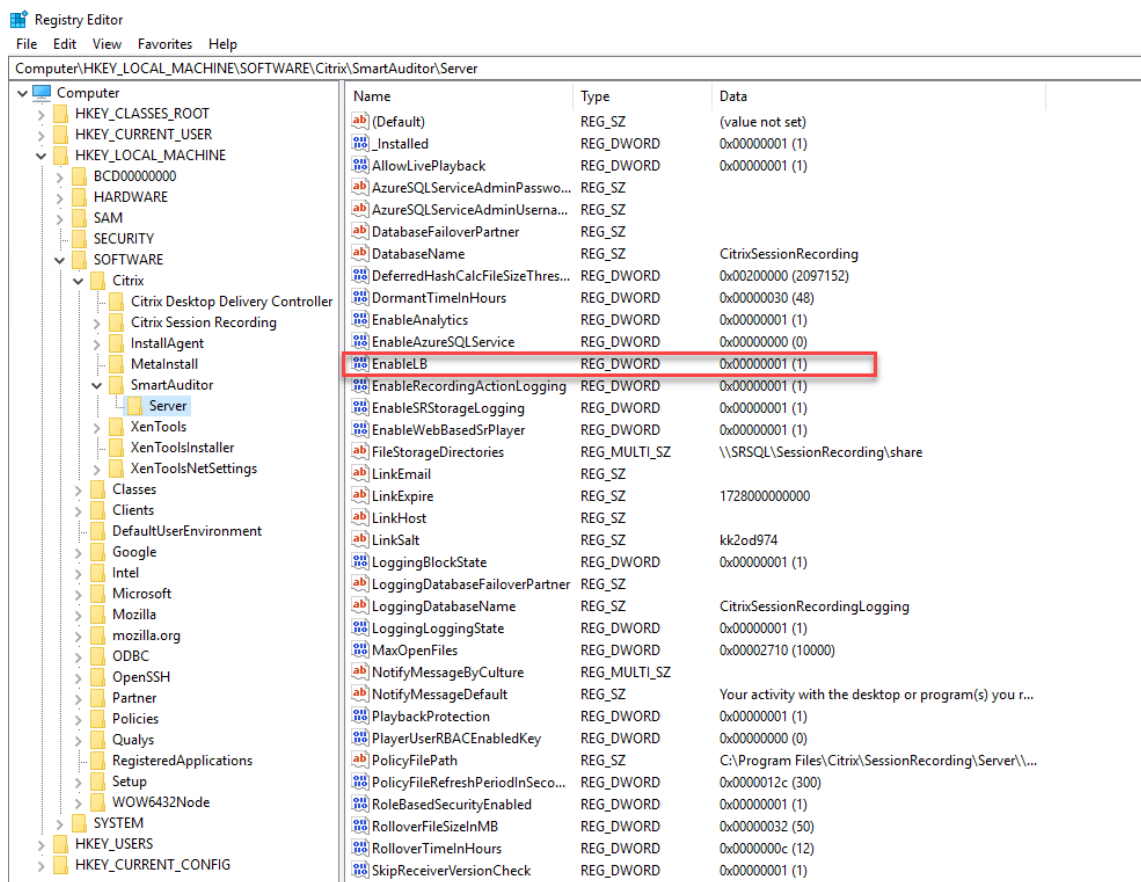 Registry Editor
File Edit View Favorites Help
Computer\HKEY_LOCAL_MACHINE\SOFTWARE\Citrix\SmartAuditor\Server
Computer
HKEY_CLASSES_ROOT
HKEY_CURRENT_USER
HKEY_LOCAL_MACHINE
BCD00000000
HARDWARE
SAM
SECURITY
SOFTWARE
Citrix
Citrix Desktop Delivery Controller
Citrix Session Recording
InstallAgent
MetaInstall
SmartAuditor
Server
XenTools
XenToolsInstaller
XenToolsNetSettings
Classes
Clients
DefaultUserEnvironment
Google
Intel
Microsoft
Mozilla
mozilla.org
ODBC
OpenSSH
Partner
Policies
Qualys
RegisteredApplications
Setup
WOW6432Node
SYSTEM
HKEY_USERS
HKEY_CURRENT_CONFIG
Name Type Data
(Default) REG_SZ (value not set)
_Installed REG_DWORD 0x00000001 (1)
AllowLivePlayback REG_DWORD 0x00000001 (1)
AzureSQLServiceAdminPasswo... REG_SZ
AzureSQLServiceAdminUserna... REG_SZ
DatabaseFailoverPartner REG_SZ
DatabaseName REG_SZ CitrixSessionRecording
DeferredHashCalcFileSizeThres... REG_DWORD 0x00200000 (2097152)
DormantTimeInHours REG_DWORD 0x00000030 (48)
EnableAnalytics REG_DWORD 0x00000001 (1)
EnableAzureSQLService REG_DWORD 0x00000000 (0)
EnableLB REG_DWORD 0x00000001 (1)
EnableRecordingActionLogging REG_DWORD 0x00000001 (1)
EnableSRStorageLogging REG_DWORD 0x00000001 (1)
EnableWebBasedSrPlayer REG_DWORD 0x00000001 (1)
FileStorageDirectories REG_MULTI_SZ \\SRSQL\SessionRecording\share
LinkEmail REG_SZ
LinkExpire REG_SZ 1728000000000
LinkHost REG_SZ
LinkSalt REG_SZ kk2od974
LoggingBlockState REG_DWORD 0x00000001 (1)
LoggingDatabaseFailoverPartner REG_SZ
LoggingDatabaseName REG_SZ CitrixSessionRecordingLogging
LoggingLoggingState REG_DWORD 0x00000001 (1)
MaxOpenFiles REG_DWORD 0x00002710 (10000)
NotifyMessageByCulture REG_MULTI_SZ
NotifyMessageDefault REG_SZ Your activity with the desktop or program(s) you r...
PlaybackProtection REG_DWORD 0x00000001 (1)
PlayerUserRBACEnabledKey REG_DWORD 0x00000000 (0)
PolicyFilePath REG_SZ C:\Program Files\Citrix\SessionRecording\Server\\...
PolicyFileRefreshPeriodInSeco... REG_DWORD 0x0000012c (300)
RoleBasedSecurityEnabled REG_DWORD 0x00000001 (1)
RolloverFileSizeInMB REG_DWORD 0x00000032 (50)
RolloverTimeInHours REG_DWORD 0x0000000c (12)
SkipReceiverVersionCheck REG_DWORD 0x00000001 (1)